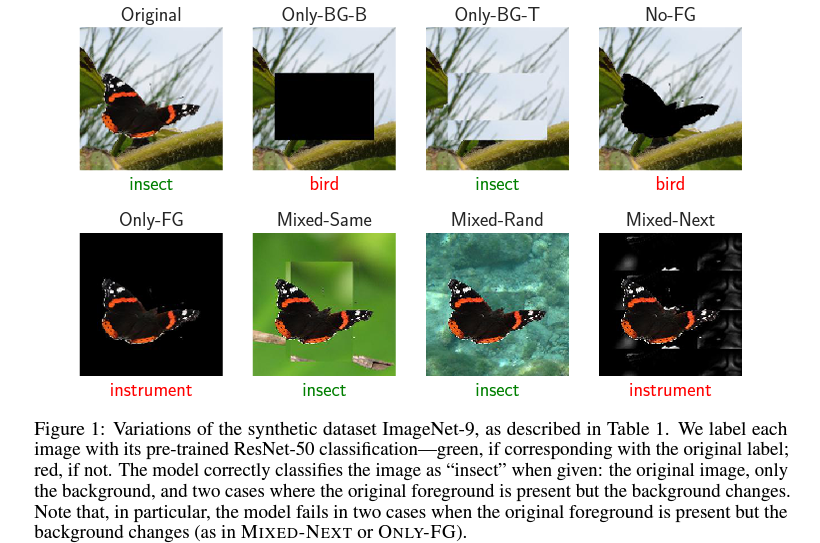 Original Only-BG-B Only-BG-T No-FG
insect bird insect bird
Only-FG Mixed-Same Mixed-Rand Mixed-Next
instrument insect insect instrument
Figure 1: Variations of the synthetic dataset ImageNet-9, as described in Table 1. We label each
image with its pre-trained ResNet-50 classification—green, if corresponding with the original label;
red, if not. The model correctly classifies the image as “insect” when given: the original image, only
the background, and two cases where the original foreground is present but the background changes.
Note that, in particular, the model fails in two cases when the original foreground is present but the
background changes (as in MIXED-NEXT or ONLY-FG).